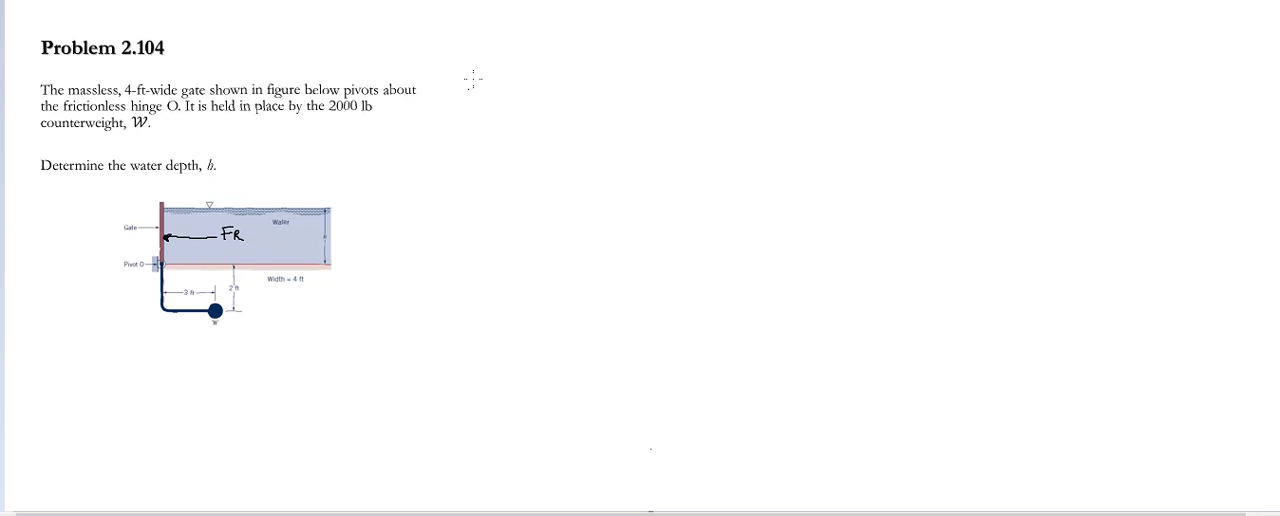 Problem 2.104
The massless, 4-ft-wide gate shown in figure below pivots about
the frictionless hinge O. It is held in place by the 2000 lb
counterweight, W.
Determine the water depth, h.
Water
Gate
FR
Pivot O
Width = 4 ft
2 ft
3 ft
W